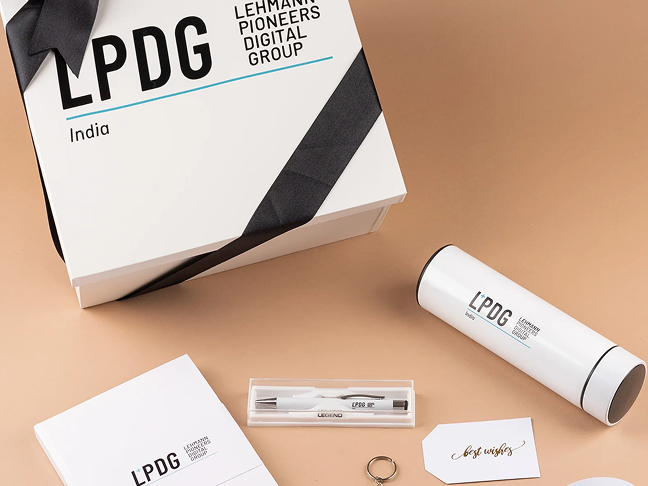 LPDG
LEHMANN
PIONEERS
DIGITAL
GROUP
India
LPDG
LEHMANN
PIONEERS
DIGITAL
GROUP
India
LPDG
LEGEND
LPDG
LEHMANN
PIONEERS
DIGITAL
GROUP
best wishes